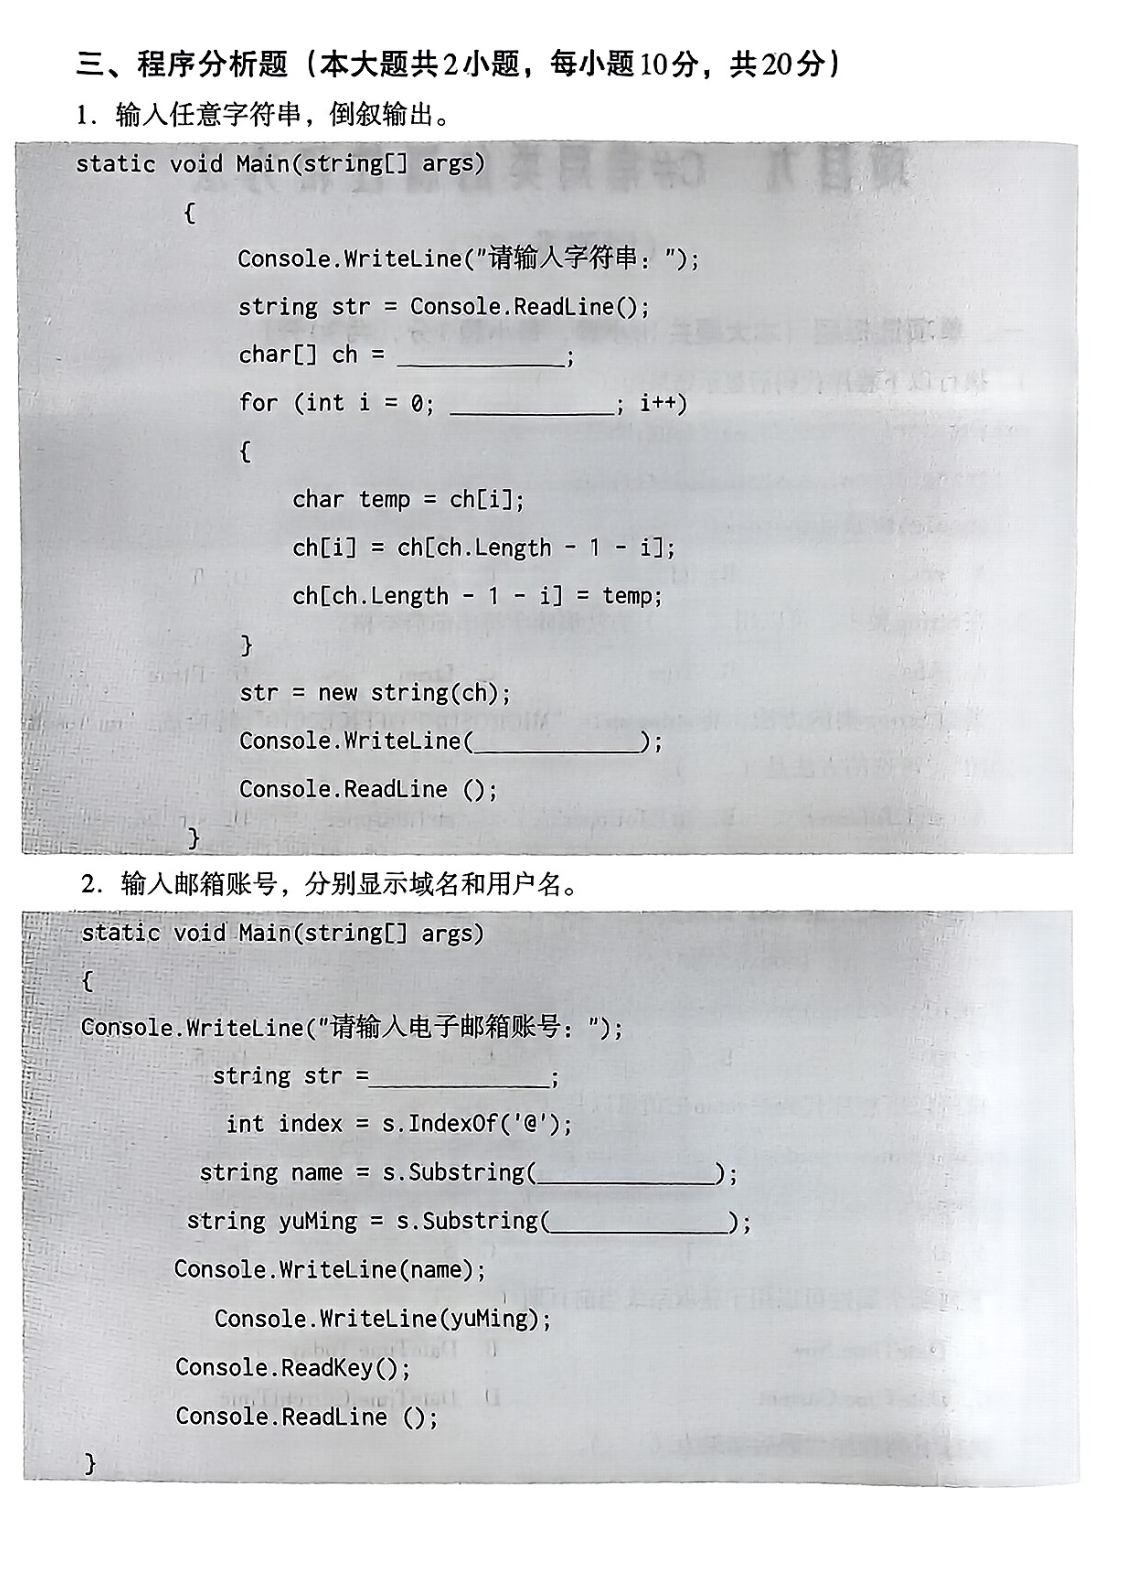 三、程序分析题（本大题共2小题，每小题10分，共20分）
1. 输入任意字符串，倒叙输出。
static void Main(string[] args)
{
Console.WriteLine("请输入字符串：");
string str = Console.ReadLine();
char[] ch = ____________;
for (int i = 0; ____________; i++)
{
char temp = ch[i];
ch[i] = ch[ch.Length - 1 - i];
ch[ch.Length - 1 - i] = temp;
}
str = new string(ch);
Console.WriteLine(____________);
Console.ReadLine ();
}
2. 输入邮箱账号，分别显示域名和用户名。
static void Main(string[] args)
{
Console.WriteLine("请输入电子邮箱账号：");
string str =_____________;
int index = s.IndexOf('@');
string name = s.Substring(_____________);
string yuMing = s.Substring(_____________);
Console.WriteLine(name);
Console.WriteLine(yuMing);
Console.ReadKey();
Console.ReadLine ();
}